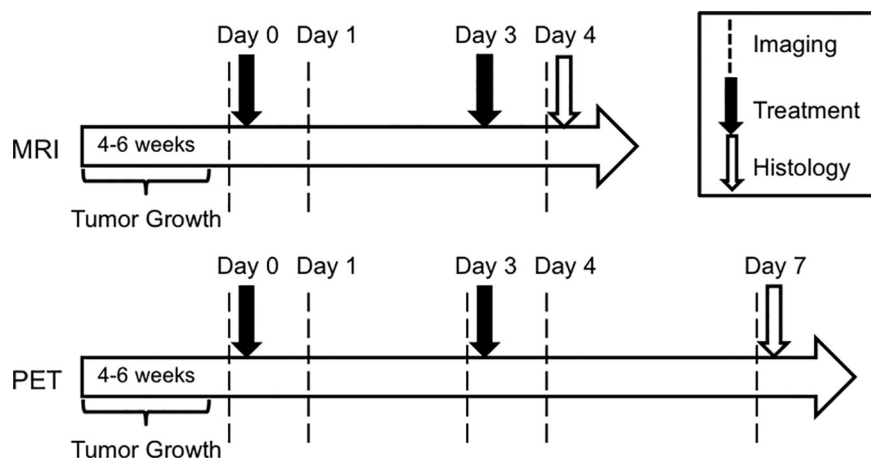 Day 0 Day 1 Day 3 Day 4
Imaging
Treatment
Histology
MRI 4-6 weeks
Tumor Growth
Day 0 Day 1 Day 3 Day 4 Day 7
PET 4-6 weeks
Tumor Growth